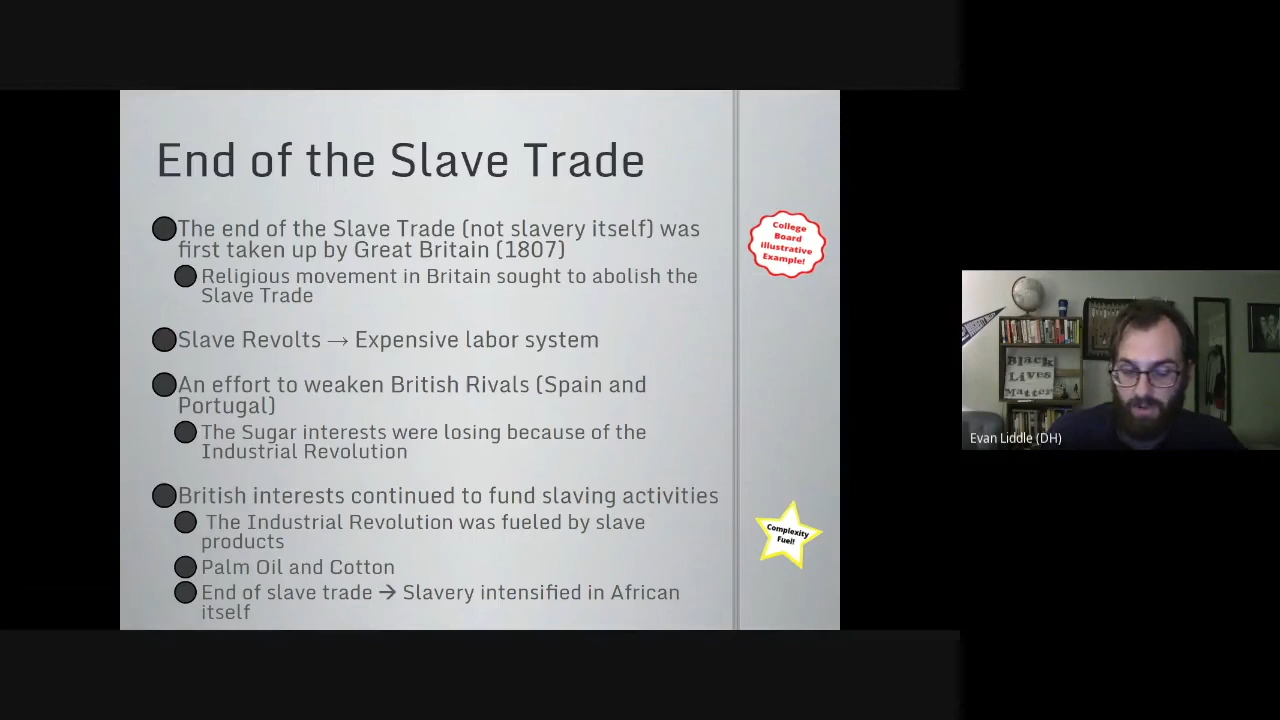 End of the Slave Trade
The end of the Slave Trade (not slavery itself) was
first taken up by Great Britain (1807)
Religious movement in Britain sought to abolish the
Slave Trade
Slave Revolts → Expensive labor system
An effort to weaken British Rivals (Spain and
Portugal)
The Sugar interests were losing because of the
Industrial Revolution
British interests continued to fund slaving activities
The Industrial Revolution was fueled by slave
products
Palm Oil and Cotton
End of slave trade → Slavery intensified in African
itself
College
Board
illustrative
Example!
Complexity
Fuel!
Black
Lives
Matter
Evan Liddle (DH)